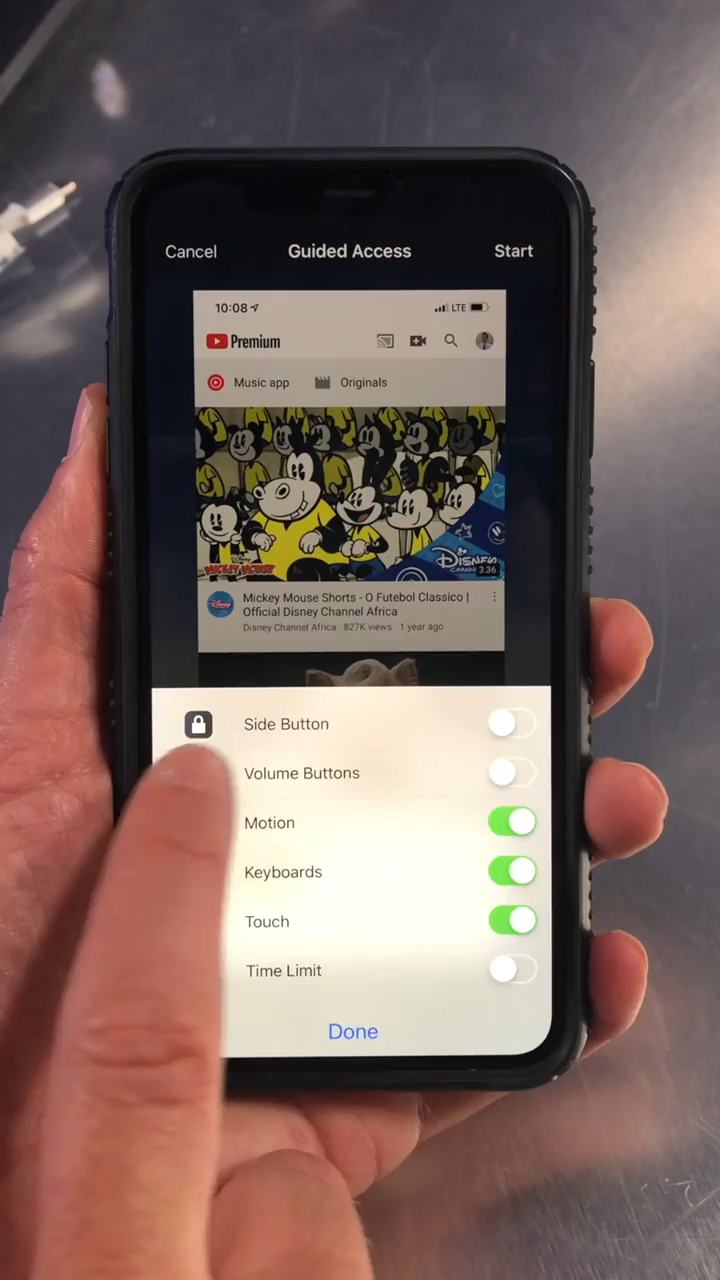 Cancel Guided Access Start
10:08 LTE
Premium
Music app Originals
MICKEY MOUSE
Disney
CHANNEL 3:36
Mickey Mouse Shorts - O Futebol Classico |
Official Disney Channel Africa
Disney Channel Africa 827K views 1 year ago
Side Button
Volume Buttons
Motion
Keyboards
Touch
Time Limit
Done